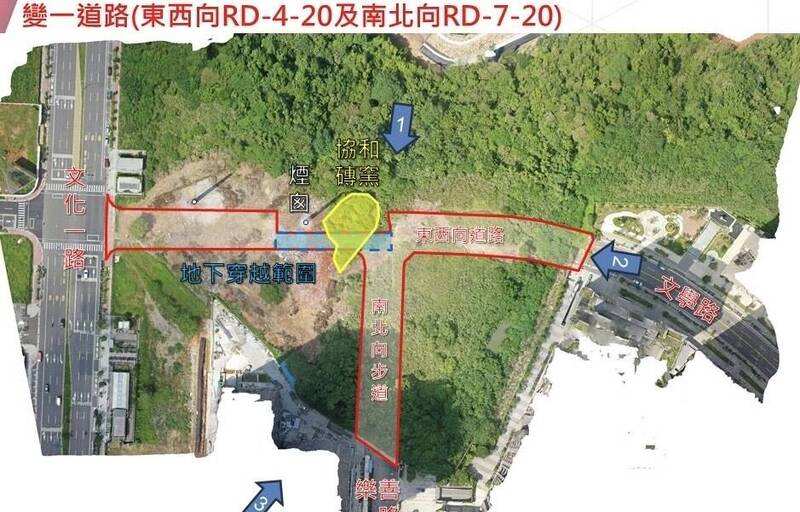 變一道路(東西向RD-4-20及南北向RD-7-20)
1
協和
磚窯
煙
囪
文化一路
東西向道路
2
地下穿越範圍
文學路
南北向步道
樂善
路
3